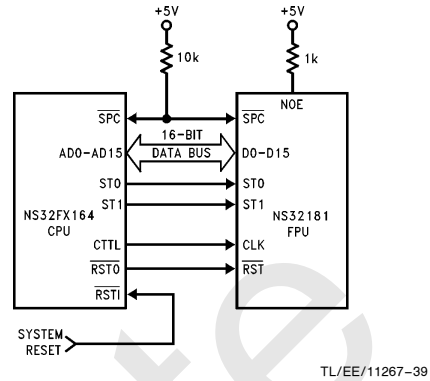 +5V
+5V
10k
1k
NOE
SPC
SPC
16-BIT
AD0-AD15
DATA BUS
D0-D15
ST0
ST0
ST1
ST1
NS32FX164
CPU
NS32181
FPU
CTTL
CLK
RST0
RST
RSTI
SYSTEM
RESET
TL/EE/11267-39